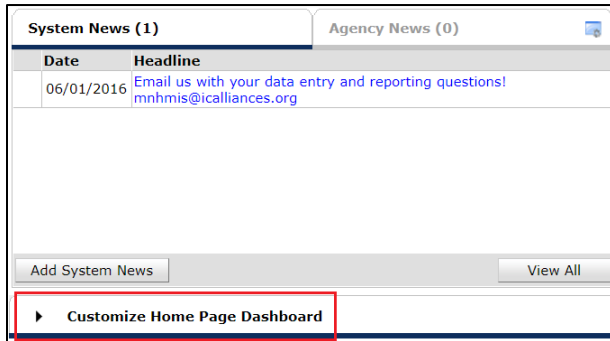 System News (1)
Agency News (0)
Date Headline
06/01/2016 Email us with your data entry and reporting questions!
mnhmis@icalliances.org
Add System News
View All
Customize Home Page Dashboard